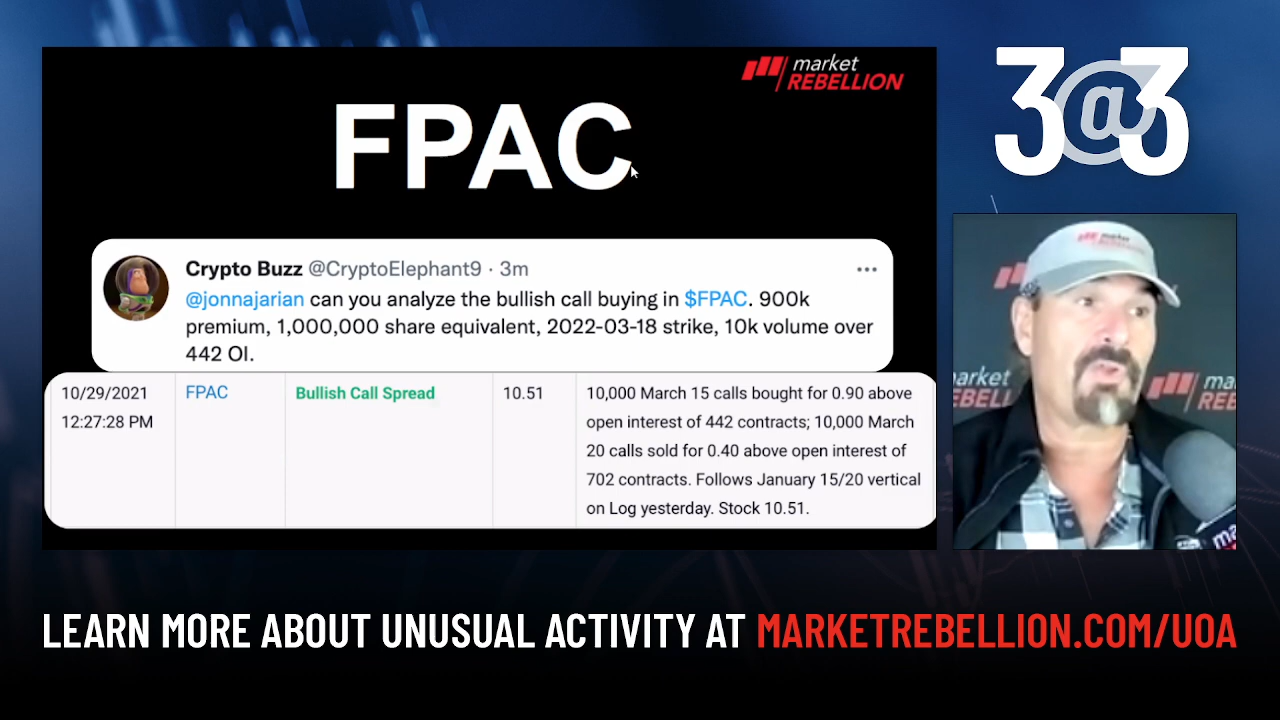 market
REBELLION
FPAC
Crypto Buzz @CryptoElephant9 · 3m
@jonnajarian can you analyze the bullish call buying in $FPAC. 900k
premium, 1,000,000 share equivalent, 2022-03-18 strike, 10k volume over
442 OI.
10/29/2021
12:27:28 PM
FPAC
Bullish Call Spread
10.51
10,000 March 15 calls bought for 0.90 above
open interest of 442 contracts; 10,000 March
20 calls sold for 0.40 above open interest of
702 contracts. Follows January 15/20 vertical
on Log yesterday. Stock 10.51.
3@3
market
LEARN MORE ABOUT UNUSUAL ACTIVITY AT MARKETREBELLION.COM/UOA